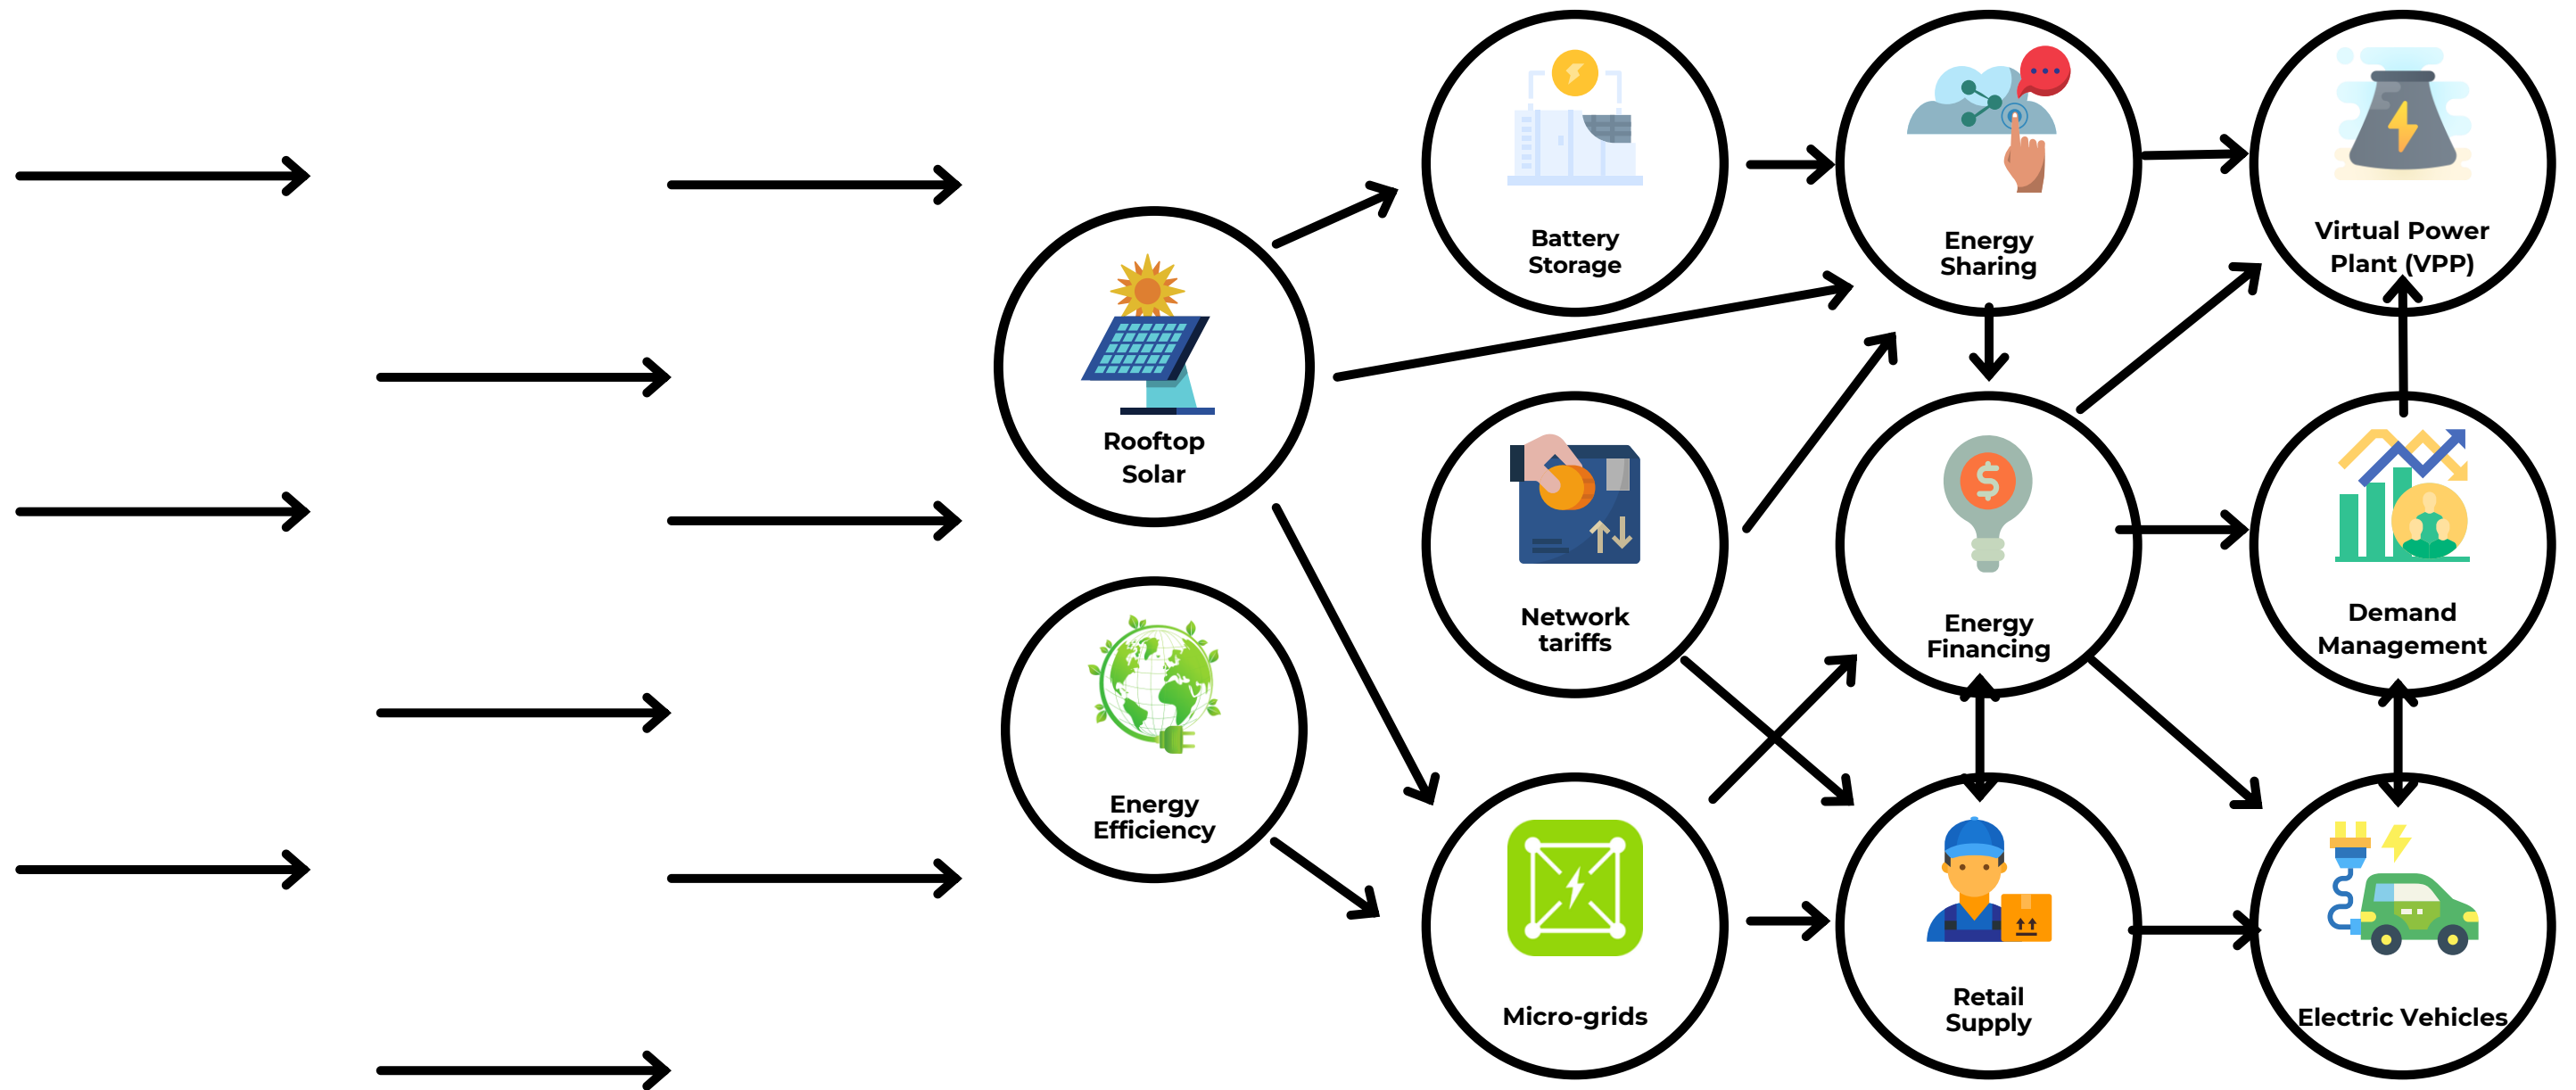 Battery
Storage
Energy
Sharing
Virtual Power
Plant (VPP)
Rooftop
Solar
Network
tariffs
Energy
Financing
Demand
Management
Energy
Efficiency
Micro-grids
Retail
Supply
Electric Vehicles